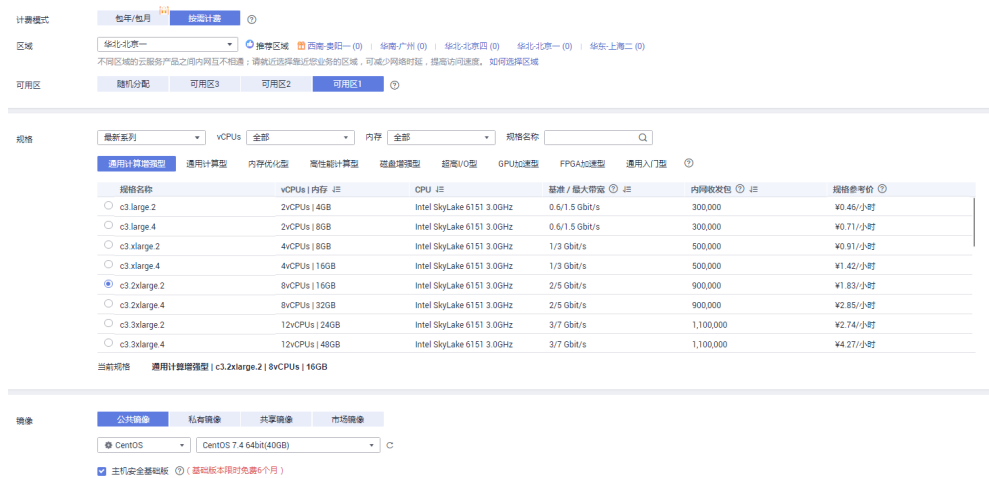 计费模式 包年/包月 按需计费
区域 华北-北京一 推荐区域 西南-贵阳一 (0) 华南-广州 (0) 华北-北京四 (0) 华北-北京一 (0) 华东-上海二 (0)
不同区域的云服务产品之间内网互不相通；请就近选择靠近您业务的区域，可减少网络时延，提高访问速度。 如何选择区域
可用区 随机分配 可用区3 可用区2 可用区1
规格 最新系列 vCPUs 全部 内存 全部 规格名称
通用计算增强型 通用计算型 内存优化型 高性能计算型 磁盘增强型 超高I/O型 GPU加速型 FPGA加速型 通用入门型
规格名称 vCPUs | 内存 CPU 基准 / 最大带宽 内网收发包 规格参考价
c3.large.2 2vCPUs | 4GB Intel SkyLake 6151 3.0GHz 0.6/1.5 Gbit/s 300,000 ¥0.46/小时
c3.large.4 2vCPUs | 8GB Intel SkyLake 6151 3.0GHz 0.6/1.5 Gbit/s 300,000 ¥0.71/小时
c3.xlarge.2 4vCPUs | 8GB Intel SkyLake 6151 3.0GHz 1/3 Gbit/s 500,000 ¥0.91/小时
c3.xlarge.4 4vCPUs | 16GB Intel SkyLake 6151 3.0GHz 1/3 Gbit/s 500,000 ¥1.42/小时
c3.2xlarge.2 8vCPUs | 16GB Intel SkyLake 6151 3.0GHz 2/5 Gbit/s 900,000 ¥1.83/小时
c3.2xlarge.4 8vCPUs | 32GB Intel SkyLake 6151 3.0GHz 2/5 Gbit/s 900,000 ¥2.85/小时
c3.3xlarge.2 12vCPUs | 24GB Intel SkyLake 6151 3.0GHz 3/7 Gbit/s 1,100,000 ¥2.74/小时
c3.3xlarge.4 12vCPUs | 48GB Intel SkyLake 6151 3.0GHz 3/7 Gbit/s 1,100,000 ¥4.27/小时
当前规格 通用计算增强型 | c3.2xlarge.2 | 8vCPUs | 16GB
镜像 公共镜像 私有镜像 共享镜像 市场镜像
CentOS CentOS 7.4 64bit(40GB)
主机安全基础版 (基础版本限时免费6个月)